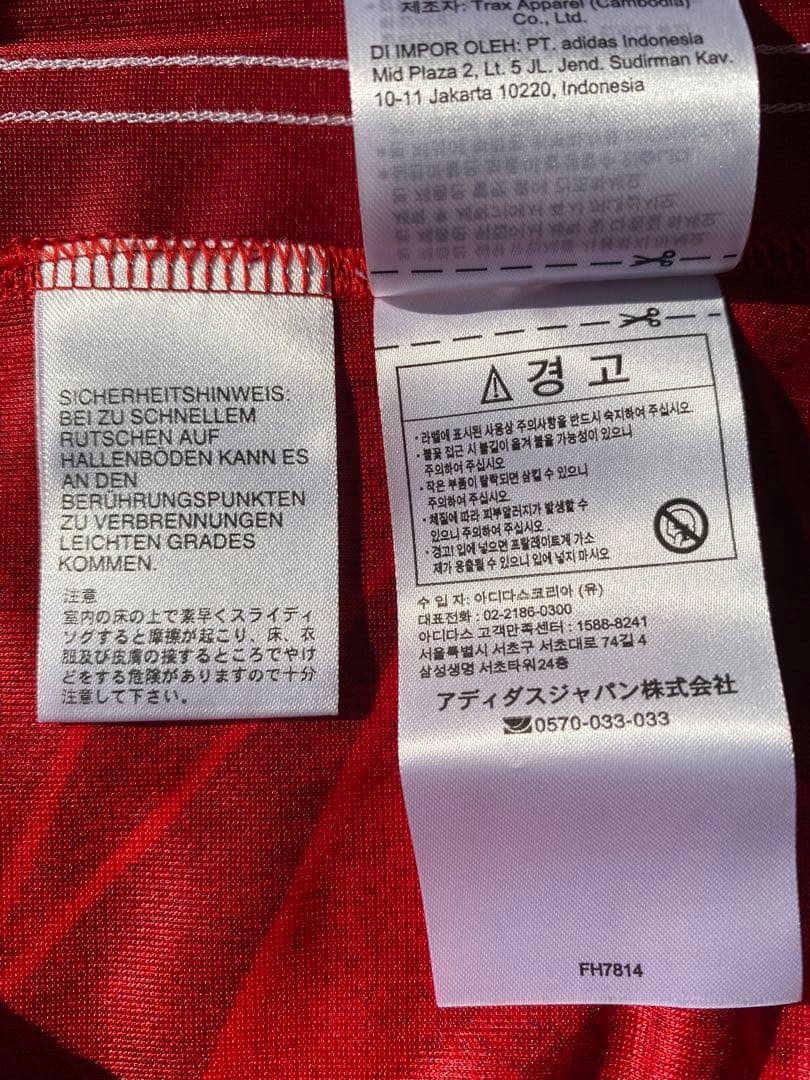 제조자: Trax Apparel (Cambodia)
Co., Ltd.
DI IMPOR OLEH: PT. adidas Indonesia
Mid Plaza 2, Lt. 5 JL. Jend. Sudirman Kav.
10-11 Jakarta 10220, Indonesia
SICHERHEITSHINWEIS:
BEI ZU SCHNELLEM
RUTSCHEN AUF
HALLENBÖDEN KANN ES
AN DEN
BERÜHRUNGSPUNKTEN
ZU VERBRENNUNGEN
LEICHTEN GRADES
KOMMEN.
注意
室内の床の上で素早くスライディ
ングすると摩擦が起こり、床、衣
服及び皮膚の接するところでやけ
どをする危険がありますので十分
注意して下さい。
경 고
· 라벨에 표시된 사용상 주의사항을 반드시 숙지하여 주십시오.
· 불꽃 접근 시 불길이 옮겨 붙을 가능성이 있으니
주의하여 주십시오
· 작은 부품이 탈락되면 삼킬 수 있으니
주의하여 주십시오.
· 체질에 따라 피부알러지가 발생할 수
있으니 주의하여 주십시오 .
· 경고! 입에 넣으면 프탈레이트계 가소
제가 용출될 수 있으니 입에 넣지 마시오
수 입 자: 아디다스코리아 (유)
대표전화 : 02-2186-0300
아디다스 고객만족센터 : 1588-8241
서울특별시 서초구 서초대로 74길 4
삼성생명 서초타워24층
アディダスジャパン株式会社
0570-033-033
FH7814